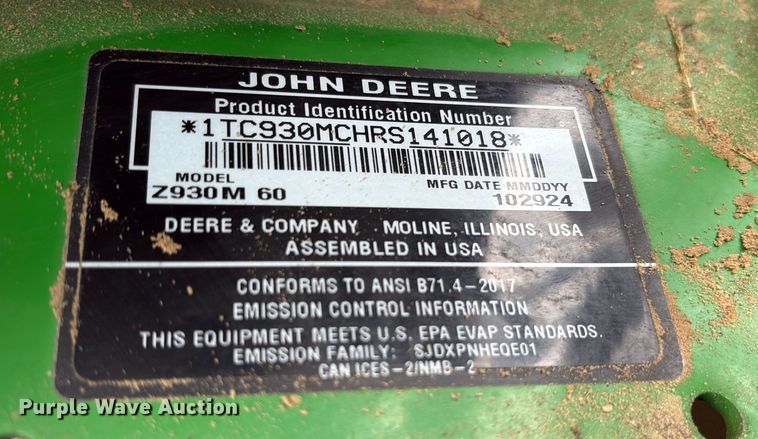 JOHN DEERE
Product Identification Number
*1TC930MCHRS141018*
MODEL MFG DATE MMDDYY
Z930M 60 102924
DEERE & COMPANY MOLINE, ILLINOIS, USA
ASSEMBLED IN USA
CONFORMS TO ANSI B71.4-2017
EMISSION CONTROL INFORMATION
THIS EQUIPMENT MEETS U.S. EPA EVAP STANDARDS.
EMISSION FAMILY: SJDXPNHEQE01
CAN ICES-2/NMB-2
Purple Wave Auction